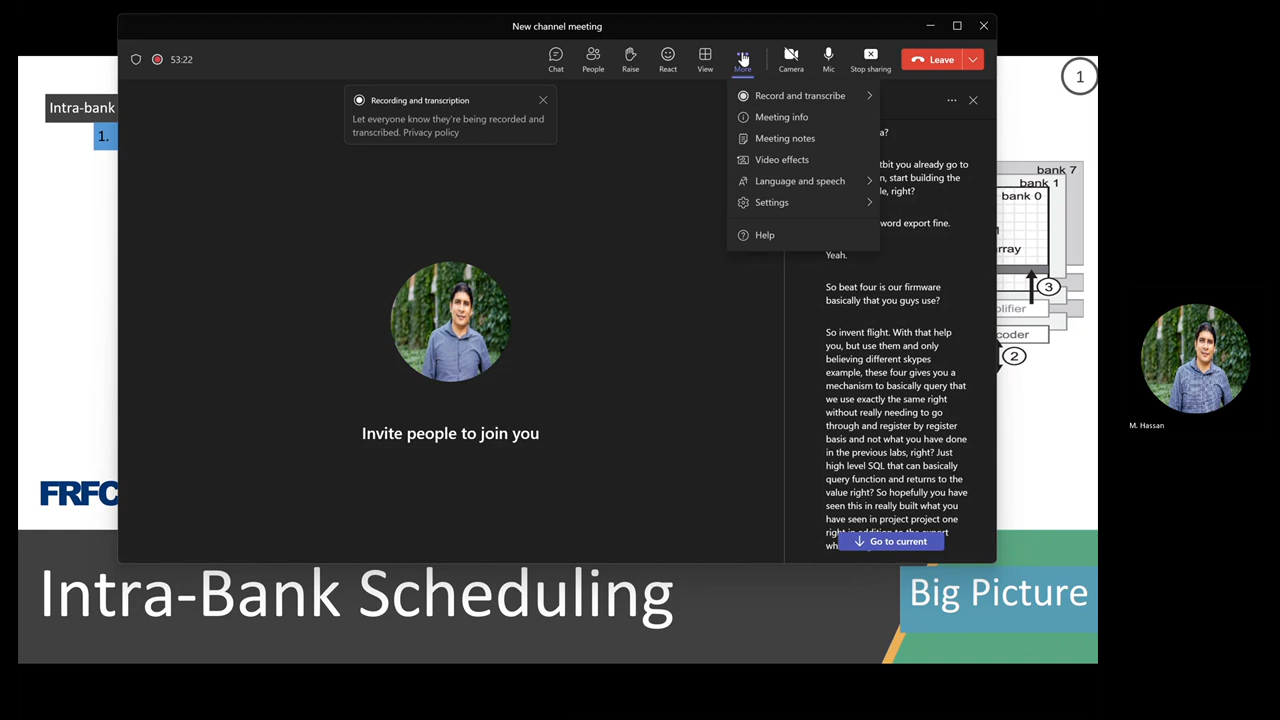 New channel meeting
53:22
Chat
People
Raise
React
View
More
Camera
Mic
Stop sharing
Leave
Recording and transcription
Let everyone know they're being recorded and
transcribed. Privacy policy
Record and transcribe
Meeting info
Meeting notes
Video effects
Language and speech
Settings
Help
Invite people to join you
a?
tbit you already go to
n, start building the
le, right?
word export fine.
Yeah.
So beat four is our firmware
basically that you guys use?
So invent flight. With that help
you, but use them and only
believing different skypes
example, these four gives you a
mechanism to basically query that
we use exactly the same right
without really needing to go
through and register by register
basis and not what you have done
in the previous labs, right? Just
high level SQL that can basically
query function and returns to the
value right? So hopefully you have
seen this in really built what you
have seen in project project one
Go to current
Intra-bank
1.
1
bank 7
bank 1
bank 0
rray
3
plifier
coder
2
FRFC
Intra-Bank Scheduling
Big Picture
M. Hassan